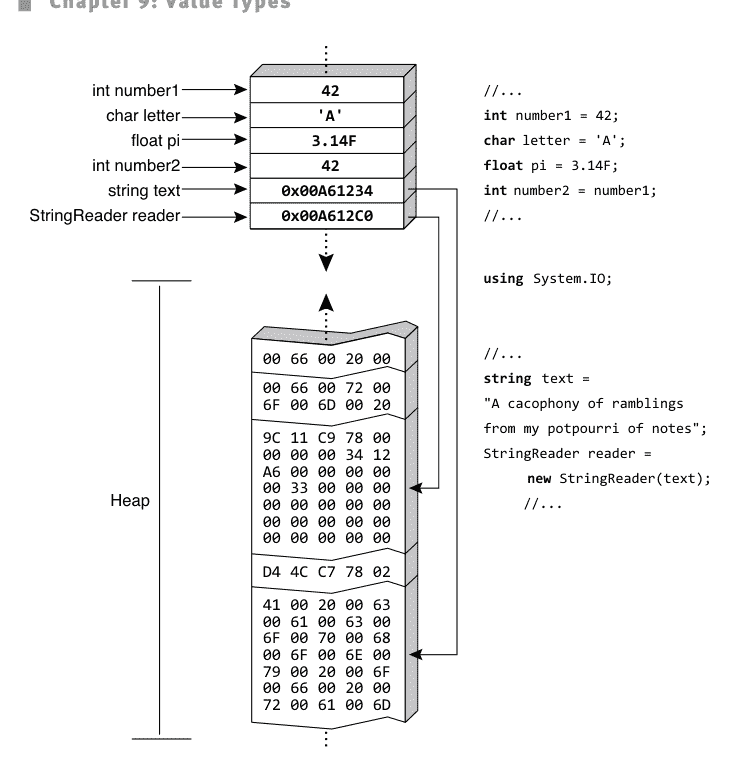 Chapter 9: Value Types
int number1
42
char letter
'A'
float pi
3.14F
int number2
42
string text
0x00A61234
StringReader reader
0x00A612C0
//...
int number1 = 42;
char letter = 'A';
float pi = 3.14F;
int number2 = number1;
//...
using System.IO;
//...
string text =
"A cacophony of ramblings
from my potpourri of notes";
StringReader reader =
new StringReader(text);
//...
Heap
00 66 00 20 00
00 66 00 72 00
6F 00 6D 00 20
9C 11 C9 78 00
00 00 00 34 12
A6 00 00 00 00
00 33 00 00 00
00 00 00 00 00
00 00 00 00 00
00 00 00 00 00
D4 4C C7 78 02
41 00 20 00 63
00 61 00 63 00
6F 00 70 00 68
00 6F 00 6E 00
79 00 20 00 6F
00 66 00 20 00
72 00 61 00 6D